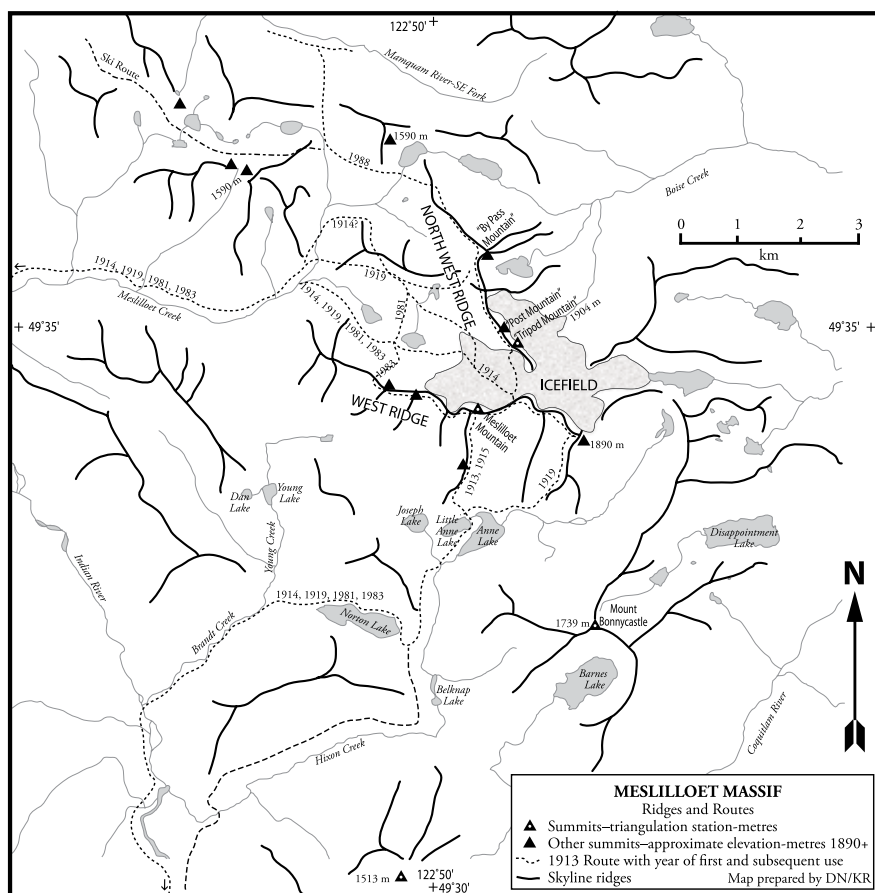 122°50'
Ski Route
Mamquam River-SE Fork
1590 m
1590 m
1988
Boise Creek
"By Pass
Mountain"
NORTH WEST RIDGE
0 1 2 3
km
1914?
1914, 1919, 1981, 1983
Meslilloet Creek
1919
1914, 1919, 1981, 1983
1981
49°35'
"Post Mountain"
"Tripod Mountain"
1904 m
49°35'
1914
ICEFIELD
1983
WEST RIDGE
Meslilloet
Mountain
1890 m
1913, 1915
1919
Dan
Lake
Young
Lake
Joseph
Lake
Little
Anne
Lake
Anne
Lake
Disappointment
Lake
Young Creek
Indian River
1914, 1919, 1981, 1983
Norton Lake
Brandt Creek
1739 m
Mount
Bonnycastle
N
Barnes
Lake
Belknap
Lake
Coquitlam River
Hixon Creek
MESLILLOET MASSIF
Ridges and Routes
Summits–triangulation station-metres
Other summits–approximate elevation-metres 1890+
1913 Route with year of first and subsequent use
Skyline ridges
Map prepared by DN/KR
1513 m
122°50'
49°30'